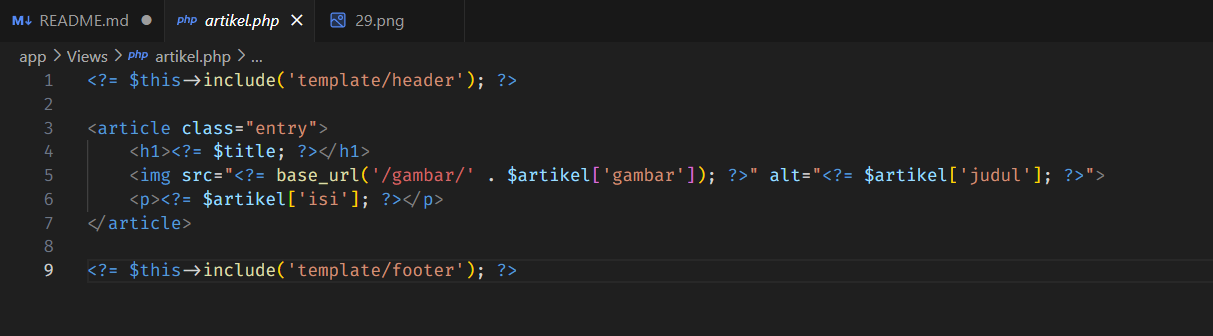 M↓ README.md ●
php artikel.php ×
29.png
app > Views > php artikel.php > ...
1 <?= $this->include('template/header'); ?>
2
3 <article class="entry">
4     <h1><?= $title; ?></h1>
5     <img src="<?= base_url('/gambar/' . $artikel['gambar']); ?>" alt="<?= $artikel['judul']; ?>">
6     <p><?= $artikel['isi']; ?></p>
7 </article>
8
9 <?= $this->include('template/footer'); ?>